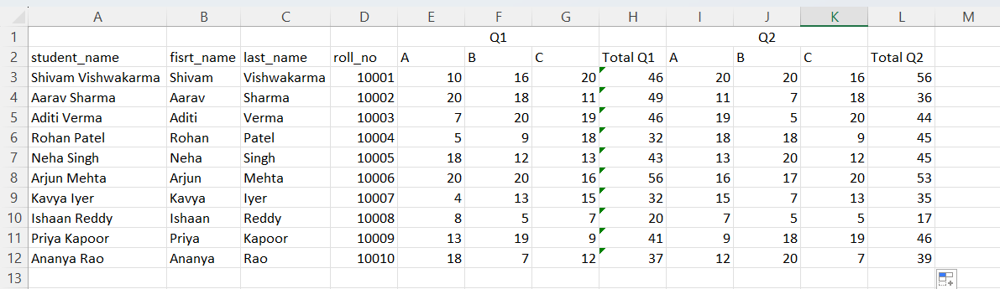 A B C D E F G H I J K L M
1 Q1 Q2
2 student_name fisrt_name last_name roll_no A B C Total Q1 A B C Total Q2
3 Shivam Vishwakarma Shivam Vishwakarma 10001 10 16 20 46 20 20 16 56
4 Aarav Sharma Aarav Sharma 10002 20 18 11 49 11 7 18 36
5 Aditi Verma Aditi Verma 10003 7 20 19 46 19 5 20 44
6 Rohan Patel Rohan Patel 10004 5 9 18 32 18 18 9 45
7 Neha Singh Neha Singh 10005 18 12 13 43 13 20 12 45
8 Arjun Mehta Arjun Mehta 10006 20 20 16 56 16 17 20 53
9 Kavya Iyer Kavya Iyer 10007 4 13 15 32 15 7 13 35
10 Ishaan Reddy Ishaan Reddy 10008 8 5 7 20 7 5 5 17
11 Priya Kapoor Priya Kapoor 10009 13 19 9 41 9 18 19 46
12 Ananya Rao Ananya Rao 10010 18 7 12 37 12 20 7 39
13